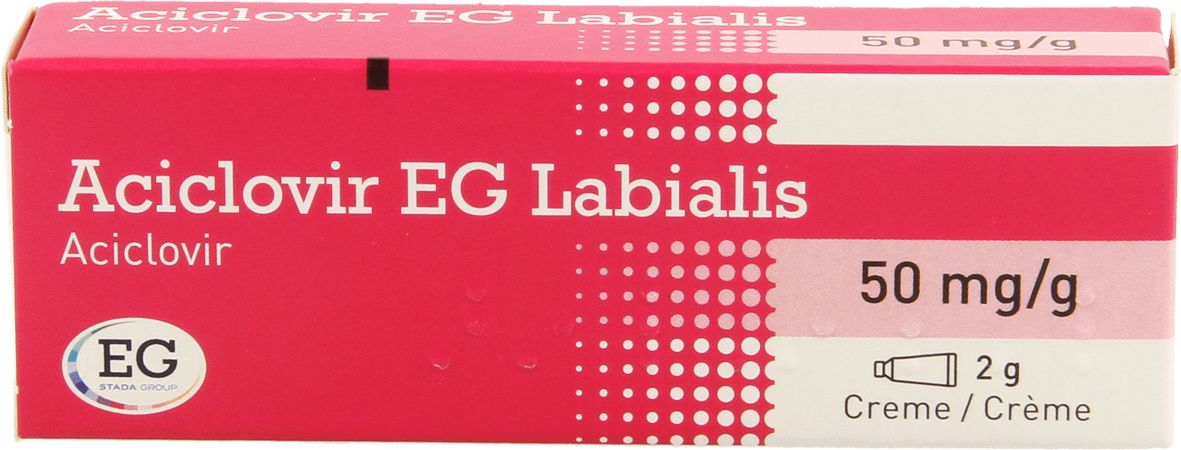 Aciclovir EG Labialis
Aciclovir
50 mg/g
Aciclovir EG Labialis
Aciclovir
50 mg/g
EG
STADA GROUP
2 g
Creme / Crème